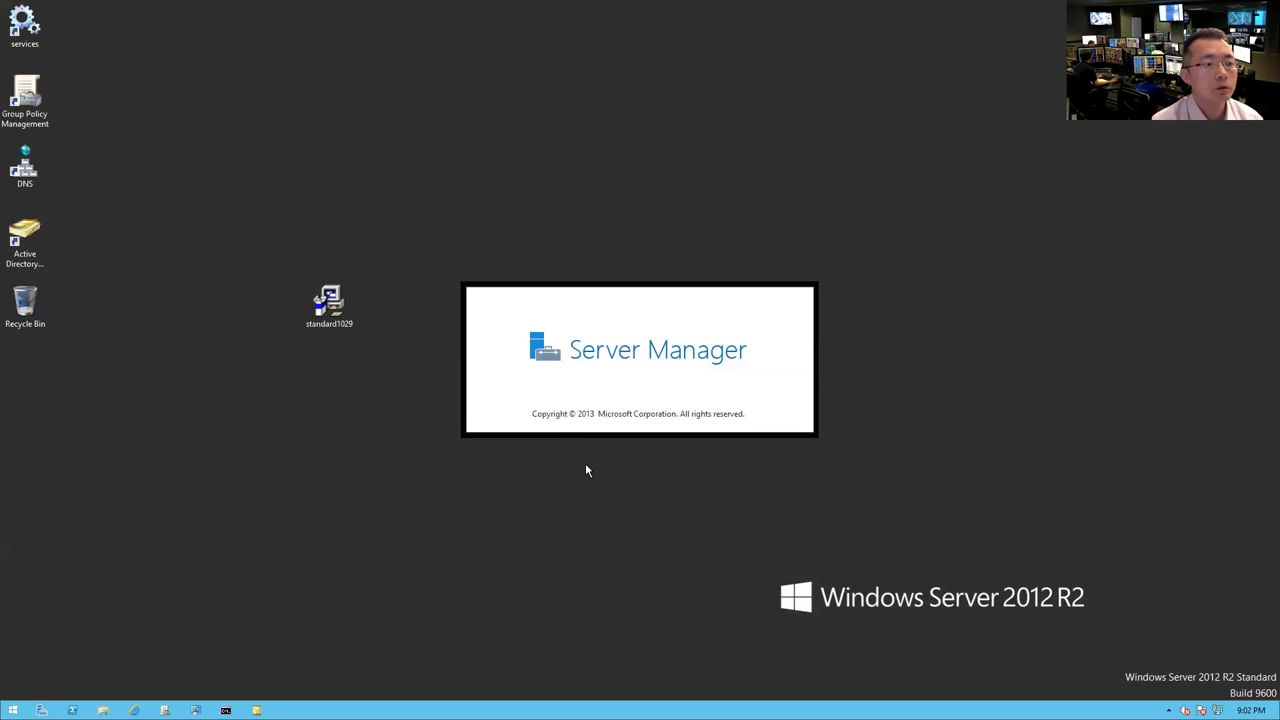 services
Group Policy
Management
DNS
Active
Directory...
Recycle Bin
standard1029
Server Manager
Copyright © 2013 Microsoft Corporation. All rights reserved.
Windows Server 2012 R2
Windows Server 2012 R2 Standard
Build 9600
9:02 PM